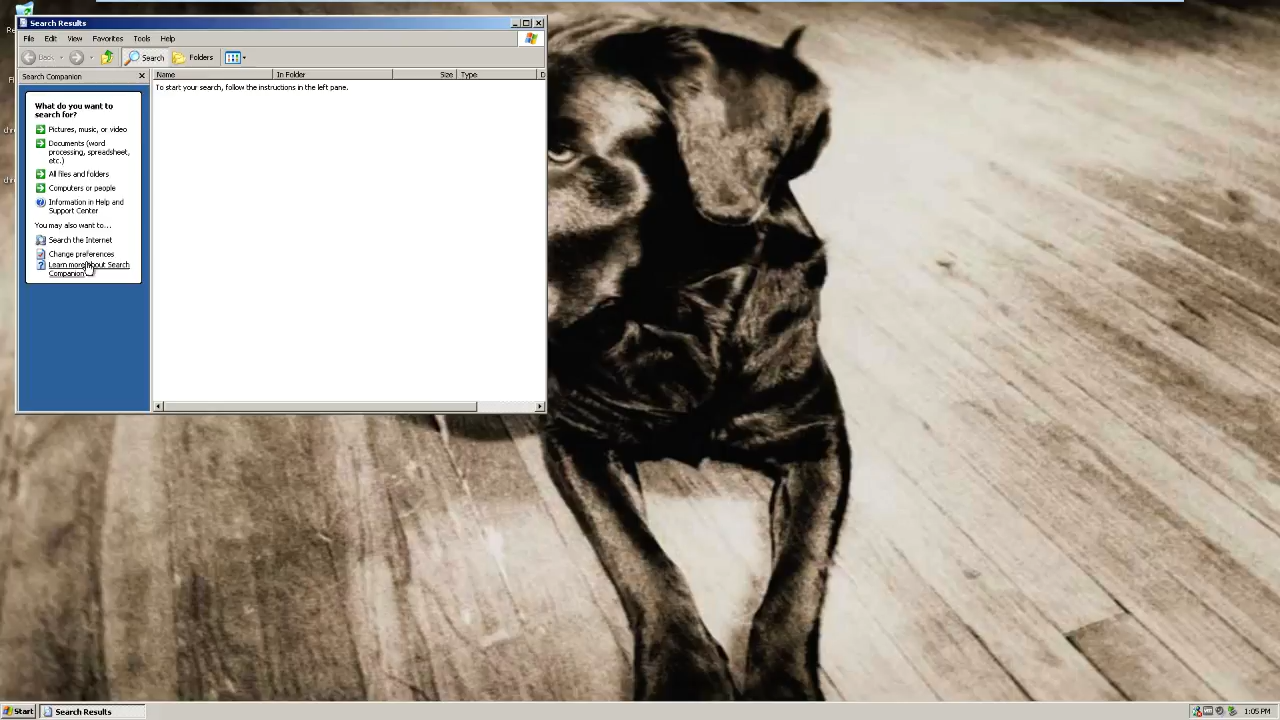 Search Results
File Edit View Favorites Tools Help
Back Search Folders
Search Companion
Name In Folder Size Type D
To start your search, follow the instructions in the left pane.
What do you want to
search for?
Pictures, music, or video
Documents (word
processing, spreadsheet,
etc.)
All files and folders
Computers or people
Information in Help and
Support Center
You may also want to...
Search the Internet
Change preferences
Learn more about Search
Companion
Start Search Results 1:05 PM